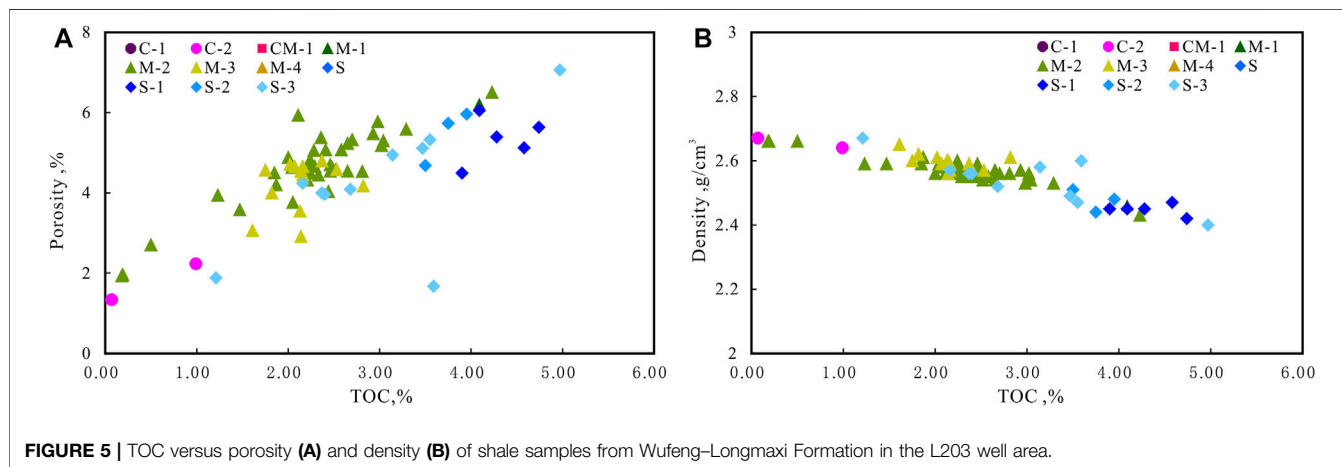 A
8
6
4
2
0
Porosity ,%
C-1 C-2 CM-1 M-1
M-2 M-3 M-4 S
S-1 S-2 S-3
0.00 1.00 2.00 3.00 4.00 5.00 6.00
TOC ,%
B
3
2.8
2.6
2.4
2.2
2
Density ,g/cm³
C-1 C-2 CM-1 M-1
M-2 M-3 M-4 S
S-1 S-2 S-3
0.00 1.00 2.00 3.00 4.00 5.00 6.00
TOC ,%
FIGURE 5 | TOC versus porosity (A) and density (B) of shale samples from Wufeng–Longmaxi Formation in the L203 well area.